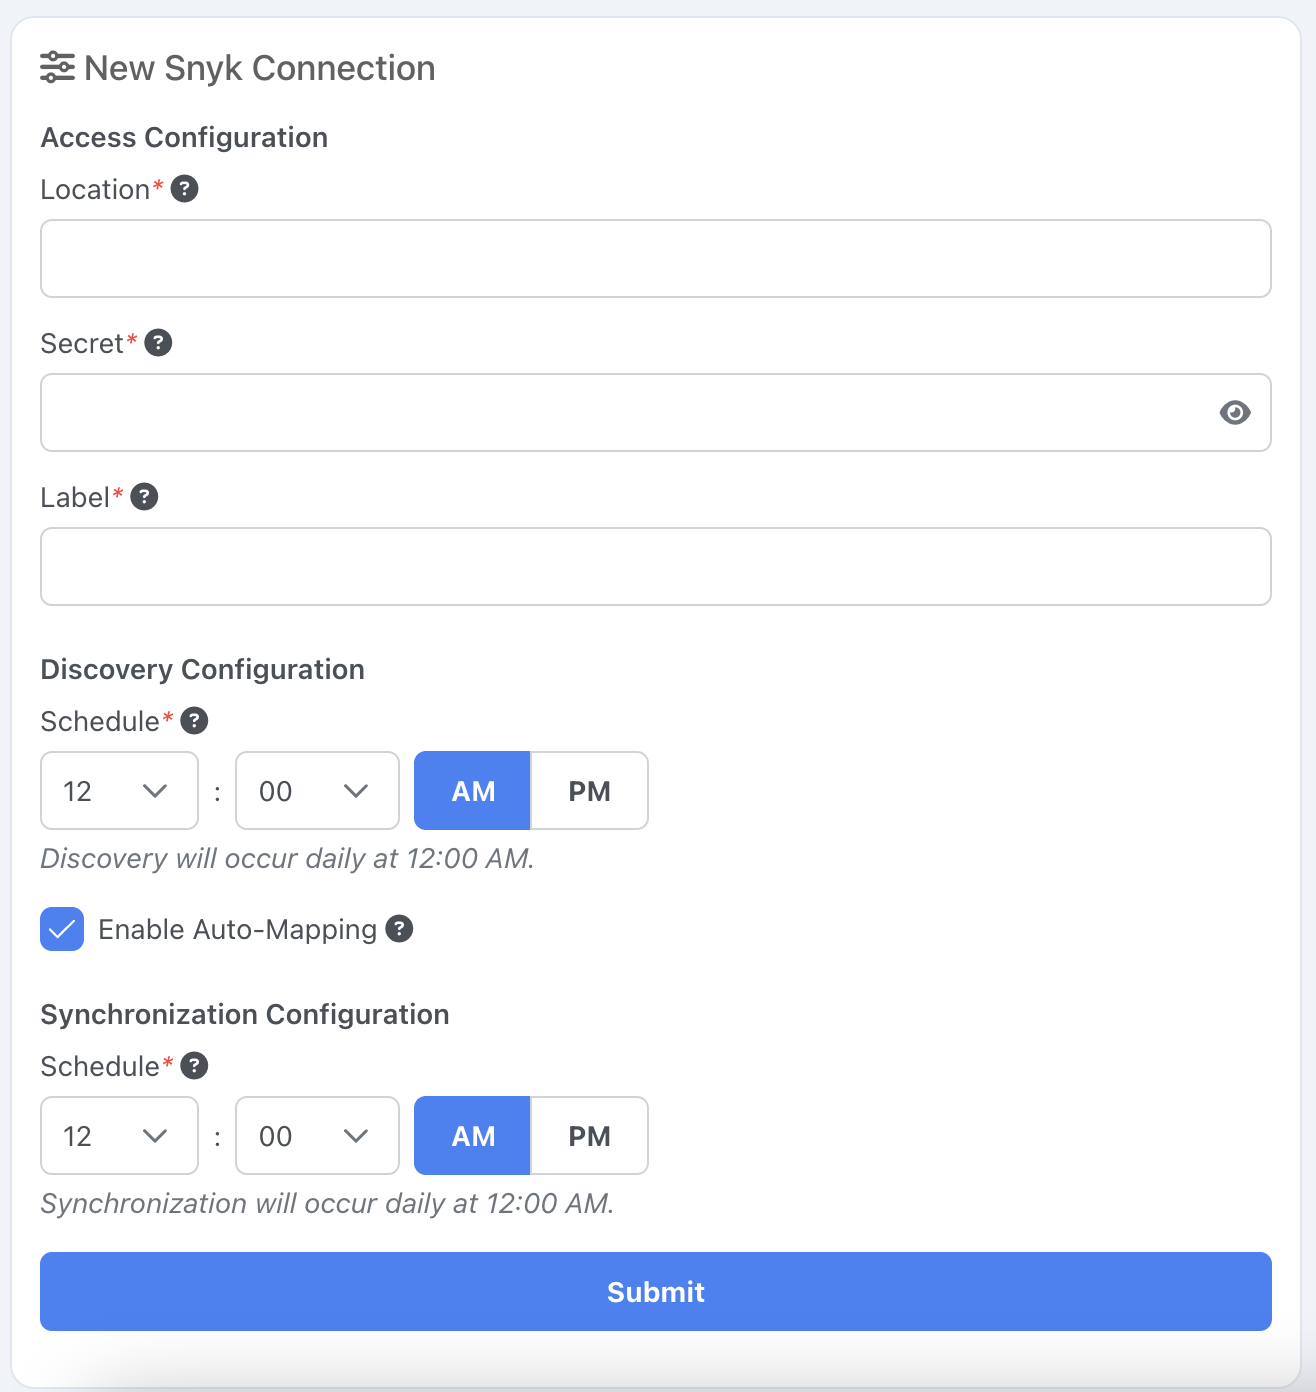 New Snyk Connection
Access Configuration
Location* ?
Secret* ?
Label* ?
Discovery Configuration
Schedule* ?
12 : 00 AM PM
Discovery will occur daily at 12:00 AM.
Enable Auto-Mapping ?
Synchronization Configuration
Schedule* ?
12 : 00 AM PM
Synchronization will occur daily at 12:00 AM.
Submit